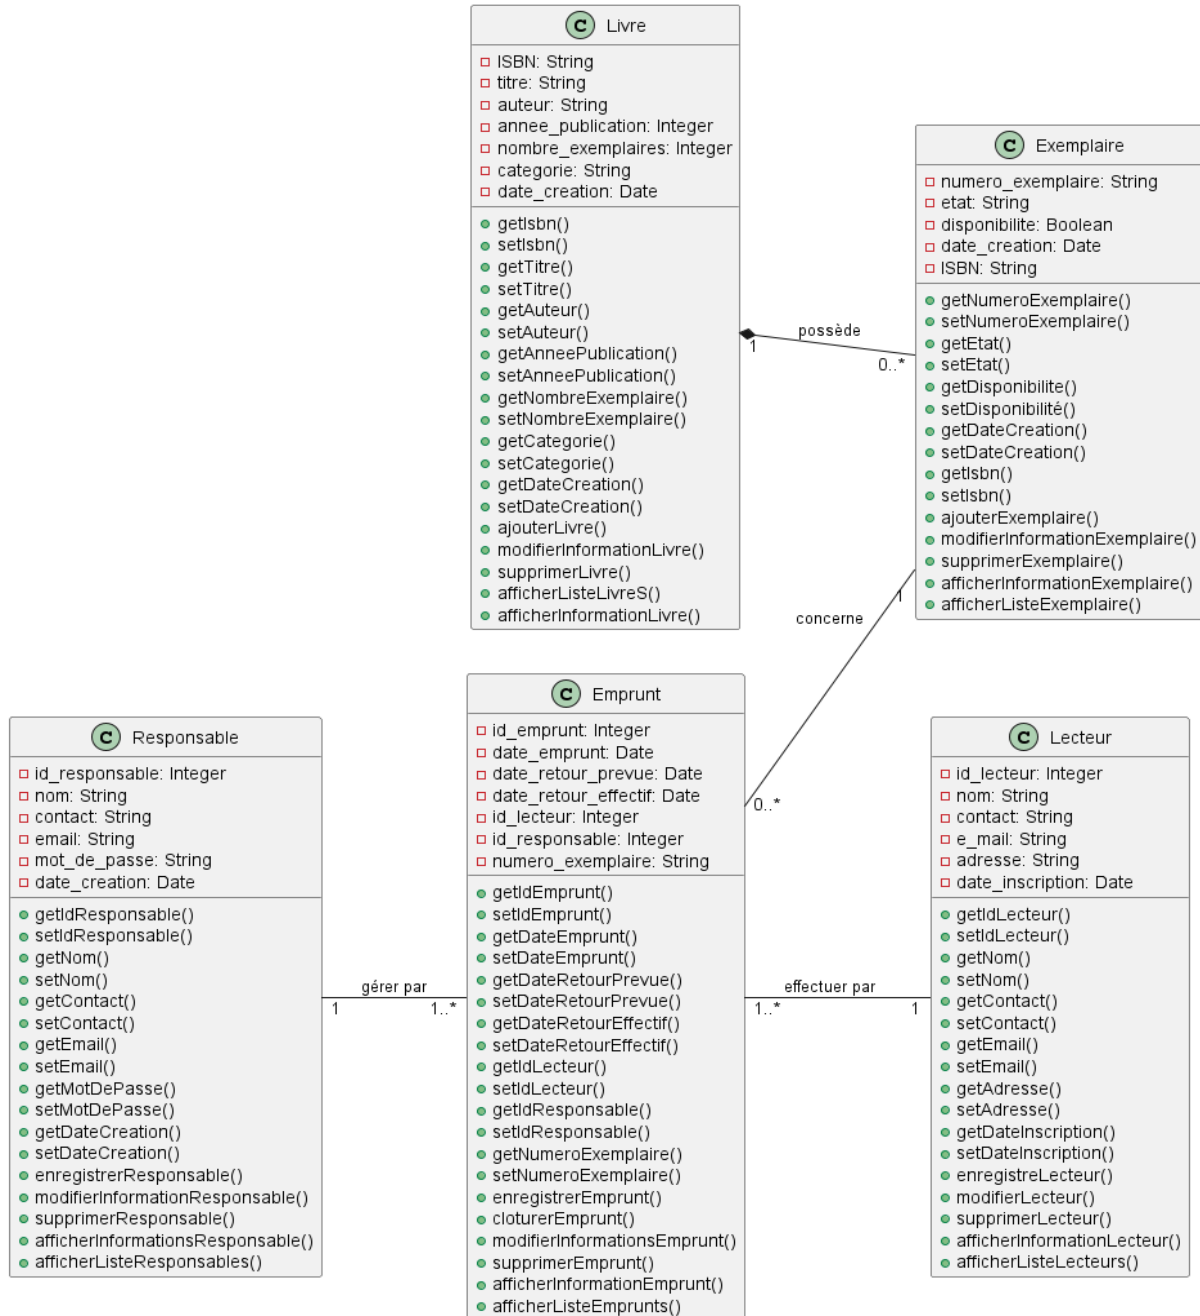 C Livre
ISBN: String
titre: String
auteur: String
annee_publication: Integer
nombre_exemplaires: Integer
categorie: String
date_creation: Date
getIsbn()
setIsbn()
getTitre()
setTitre()
getAuteur()
setAuteur()
getAnneePublication()
setAnneePublication()
getNombreExemplaire()
setNombreExemplaire()
getCategorie()
setCategorie()
getDateCreation()
setDateCreation()
ajouterLivre()
modifierInformationLivre()
supprimerLivre()
afficherListeLivreS()
afficherInformationLivre()
C Exemplaire
numero_exemplaire: String
etat: String
disponibilite: Boolean
date_creation: Date
ISBN: String
getNumeroExemplaire()
setNumeroExemplaire()
getEtat()
setEtat()
getDisponibilite()
setDisponibilité()
getDateCreation()
setDateCreation()
getIsbn()
setIsbn()
ajouterExemplaire()
modifierInformationExemplaire()
supprimerExemplaire()
afficherInformationExemplaire()
afficherListeExemplaire()
possède
1
0..*
concerne
1
0..*
C Responsable
id_responsable: Integer
nom: String
contact: String
email: String
mot_de_passe: String
date_creation: Date
getIdResponsable()
setIdResponsable()
getNom()
setNom()
getContact()
setContact()
getEmail()
setEmail()
getMotDePasse()
setMotDePasse()
getDateCreation()
setDateCreation()
enregistrerResponsable()
modifierInformationResponsable()
supprimerResponsable()
afficherInformationsResponsable()
afficherListeResponsables()
gérer par
1
1..*
C Emprunt
id_emprunt: Integer
date_emprunt: Date
date_retour_prevue: Date
date_retour_effectif: Date
id_lecteur: Integer
id_responsable: Integer
numero_exemplaire: String
getIdEmprunt()
setIdEmprunt()
getDateEmprunt()
setDateEmprunt()
getDateRetourPrevue()
setDateRetourPrevue()
getDateRetourEffectif()
setDateRetourEffectif()
getIdLecteur()
setIdLecteur()
getIdResponsable()
setIdResponsable()
getNumeroExemplaire()
setNumeroExemplaire()
enregistrerEmprunt()
cloturerEmprunt()
modifierInformationsEmprunt()
supprimerEmprunt()
afficherInformationEmprunt()
afficherListeEmprunts()
effectuer par
1..*
1
C Lecteur
id_lecteur: Integer
nom: String
contact: String
e_mail: String
adresse: String
date_inscription: Date
getIdLecteur()
setIdLecteur()
getNom()
setNom()
getContact()
setContact()
getEmail()
setEmail()
getAdresse()
setAdresse()
getDateInscription()
setDateInscription()
enregistreLecteur()
modifierLecteur()
supprimerLecteur()
afficherInformationLecteur()
afficherListeLecteurs()